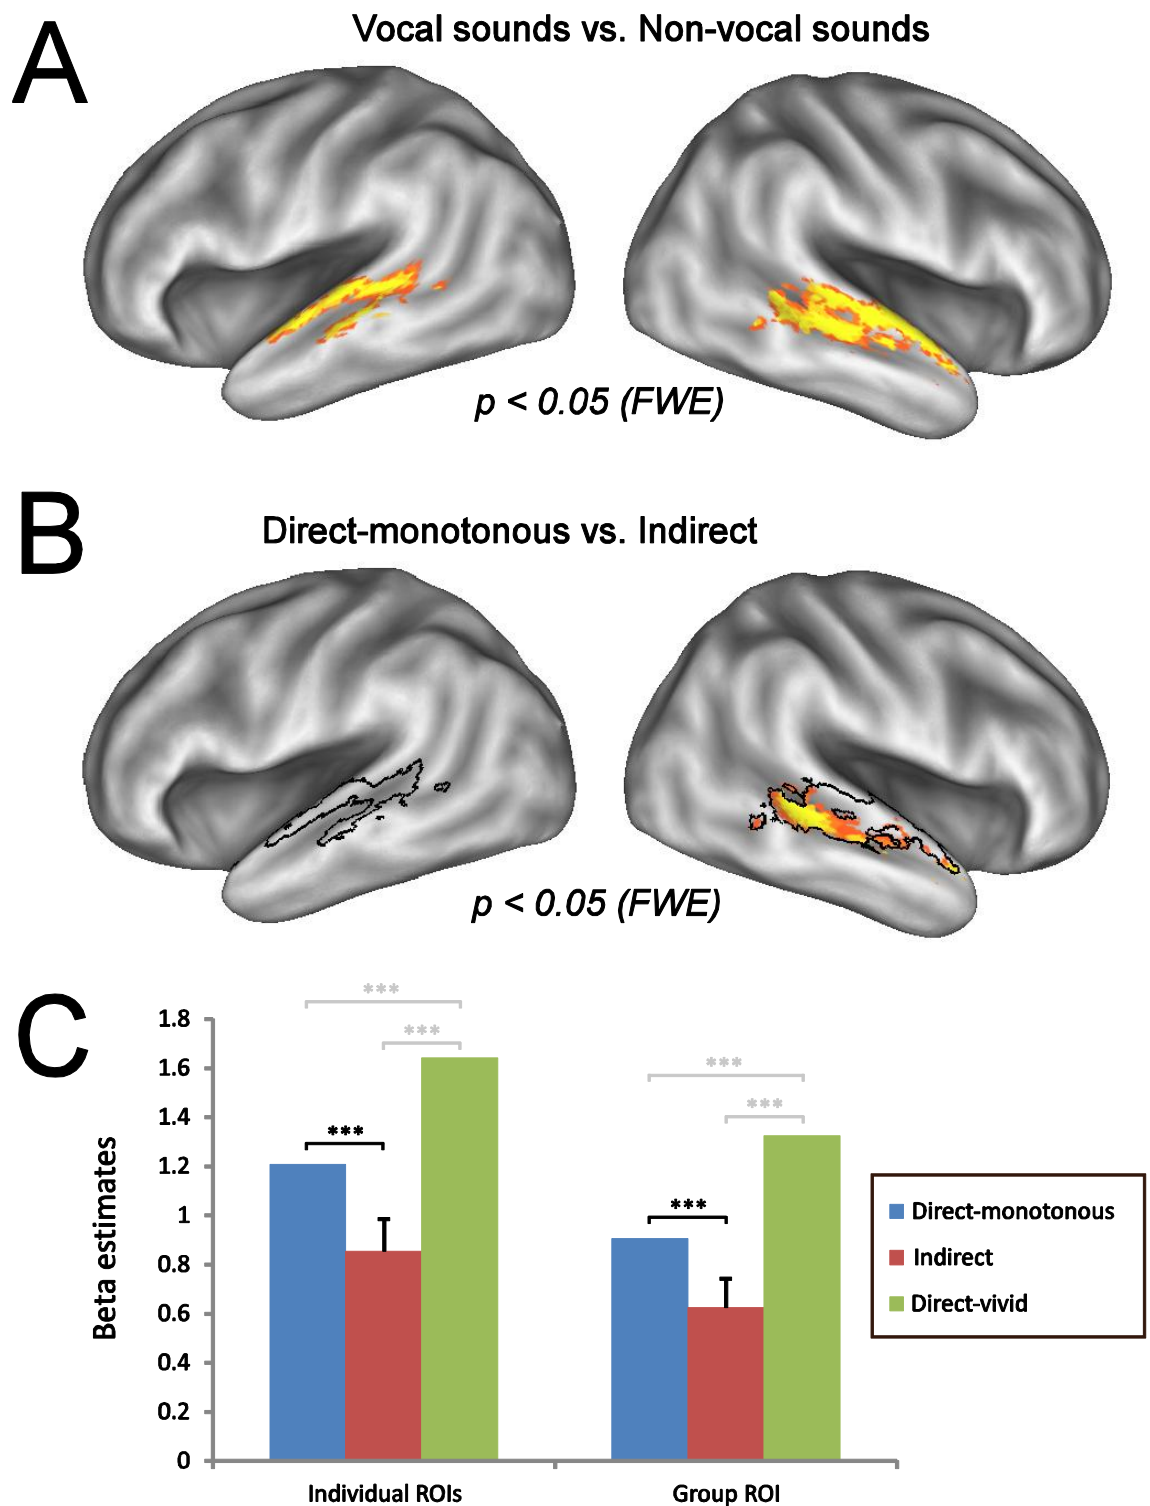 A
Vocal sounds vs. Non-vocal sounds
p < 0.05 (FWE)
B
Direct-monotonous vs. Indirect
p < 0.05 (FWE)
C
***
***
***
***
***
***
1.8
1.6
1.4
1.2
1
0.8
0.6
0.4
0.2
0
Beta estimates
Individual ROIs
Group ROI
Direct-monotonous
Indirect
Direct-vivid